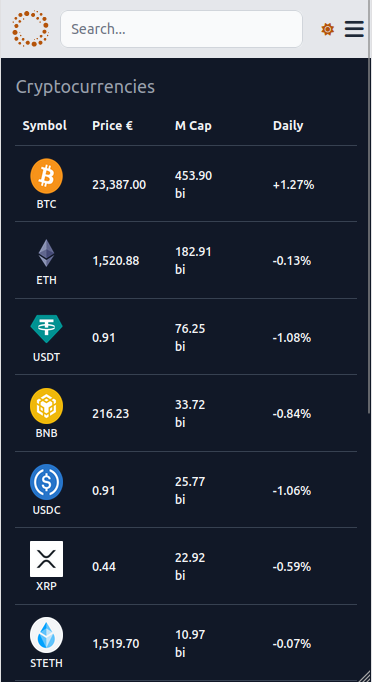 Search...
Cryptocurrencies
Symbol Price € M Cap Daily
BTC 23,387.00 453.90 bi +1.27%
ETH 1,520.88 182.91 bi -0.13%
USDT 0.91 76.25 bi -1.08%
BNB 216.23 33.72 bi -0.84%
USDC 0.91 25.77 bi -1.06%
XRP 0.44 22.92 bi -0.59%
STETH 1,519.70 10.97 bi -0.07%